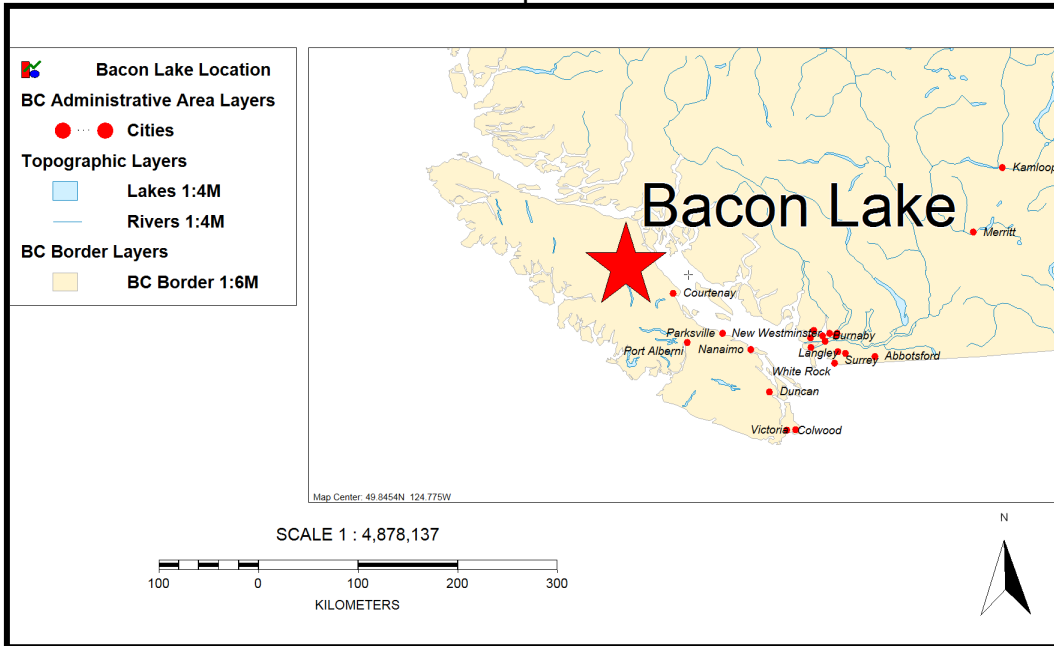 Bacon Lake Location
BC Administrative Area Layers
Cities
Topographic Layers
Lakes 1:4M
Rivers 1:4M
BC Border Layers
BC Border 1:6M
Bacon Lake
Kamloop
Merritt
Courtenay
Parksville
New Westminster
Burnaby
Port Alberni
Nanaimo
Langley
Surrey
Abbotsford
White Rock
Duncan
Victoria
Colwood
Map Center: 49.8454N 124.775W
SCALE 1 : 4,878,137
100 0 100 200 300
KILOMETERS
N